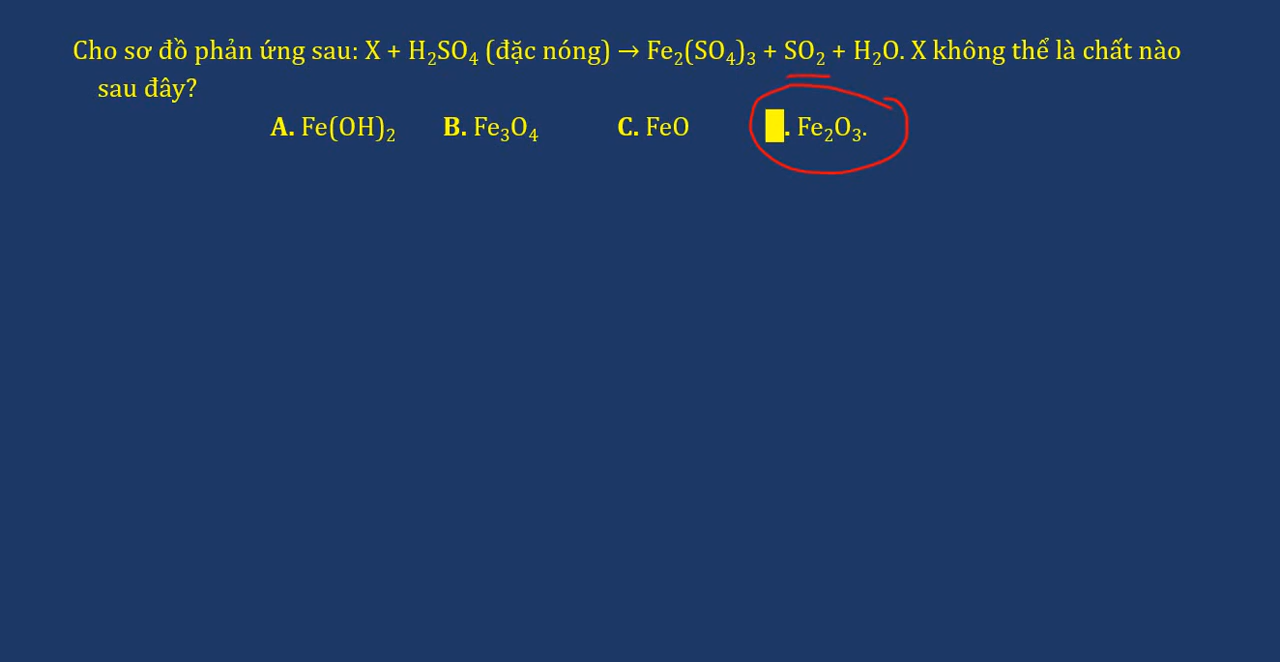 Cho sơ đồ phản ứng sau: X + H₂SO₄ (đặc nóng) → Fe₂(SO₄)₃ + SO₂ + H₂O. X không thể là chất nào
sau đây?
A. Fe(OH)₂ B. Fe₃O₄ C. FeO . Fe₂O₃.